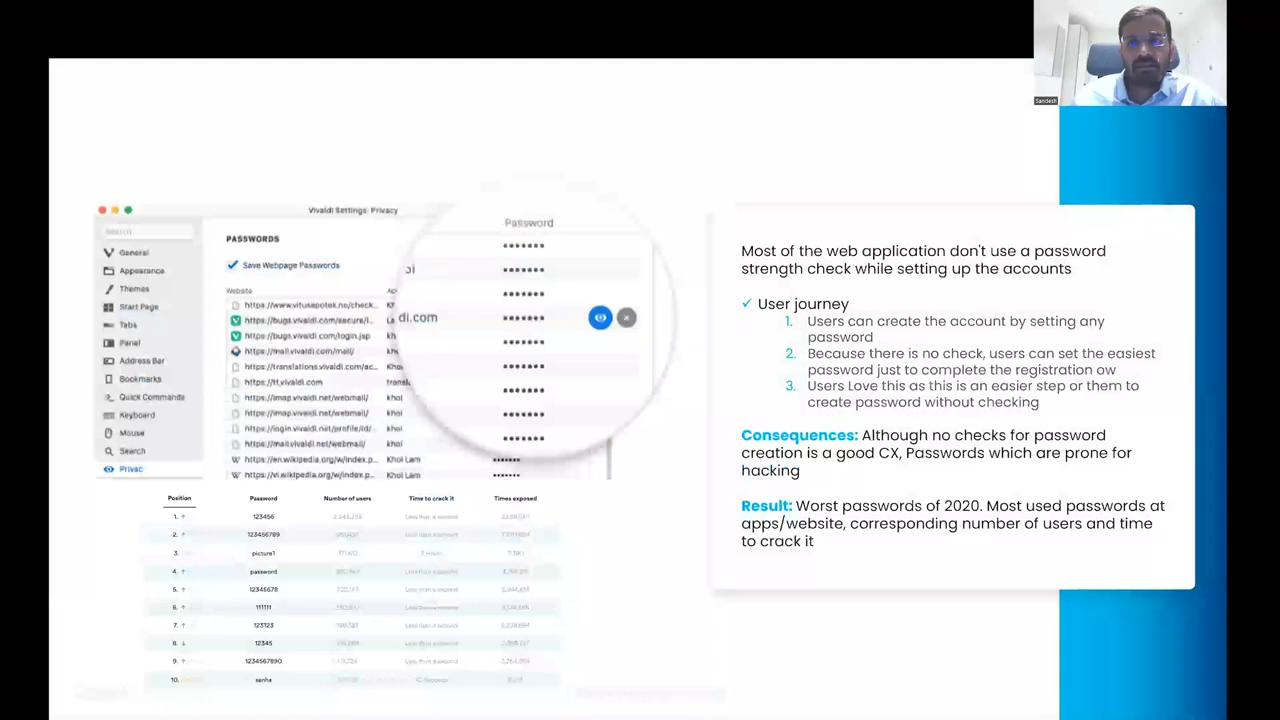 Sandesh
Vivaldi Settings: Privacy
Search
General
Appearance
Themes
Start Page
Tabs
Panel
Address Bar
Bookmarks
Quick Commands
Keyboard
Mouse
Search
Privac
PASSWORDS
Save Webpage Passwords
Website
https://www.vitusapotek.no/check...
https://bugs.vivaldi.com/secure/l...
https://bugs.vivaldi.com/login.jsp
https://mail.vivaldi.com/mail/
https://translations.vivaldi.com/ac...
https://tt.vivaldi.com
https://imap.vivaldi.net/webmail/
https://imap.vivaldi.net/webmail/
https://login.vivaldi.net/profile/id/...
https://mail.vivaldi.net/webmail/
https://en.wikipedia.org/w/index.p... Khoi Lam •••••••
https://vi.wikipedia.org/w/index.p... Khoi Lam •••••••
Password
di.com
Position Password Number of users Time to crack it Times exposed
1. ↑ 123456
2. ↑ 123456789
3. picture1
4. ↑ password
5. ↑ 12345678
6. ↑ 111111
7. ↑ 123123
8. ↓ 12345
9. ↑ 1234567890
10. senha
Most of the web application don't use a password
strength check while setting up the accounts
✓ User journey
1. Users can create the account by setting any
password
2. Because there is no check, users can set the easiest
password just to complete the registration ow
3. Users Love this as this is an easier step or them to
create password without checking
Consequences: Although no checks for password
creation is a good CX, Passwords which are prone for
hacking
Result: Worst passwords of 2020. Most used passwords at
apps/website, corresponding number of users and time
to crack it